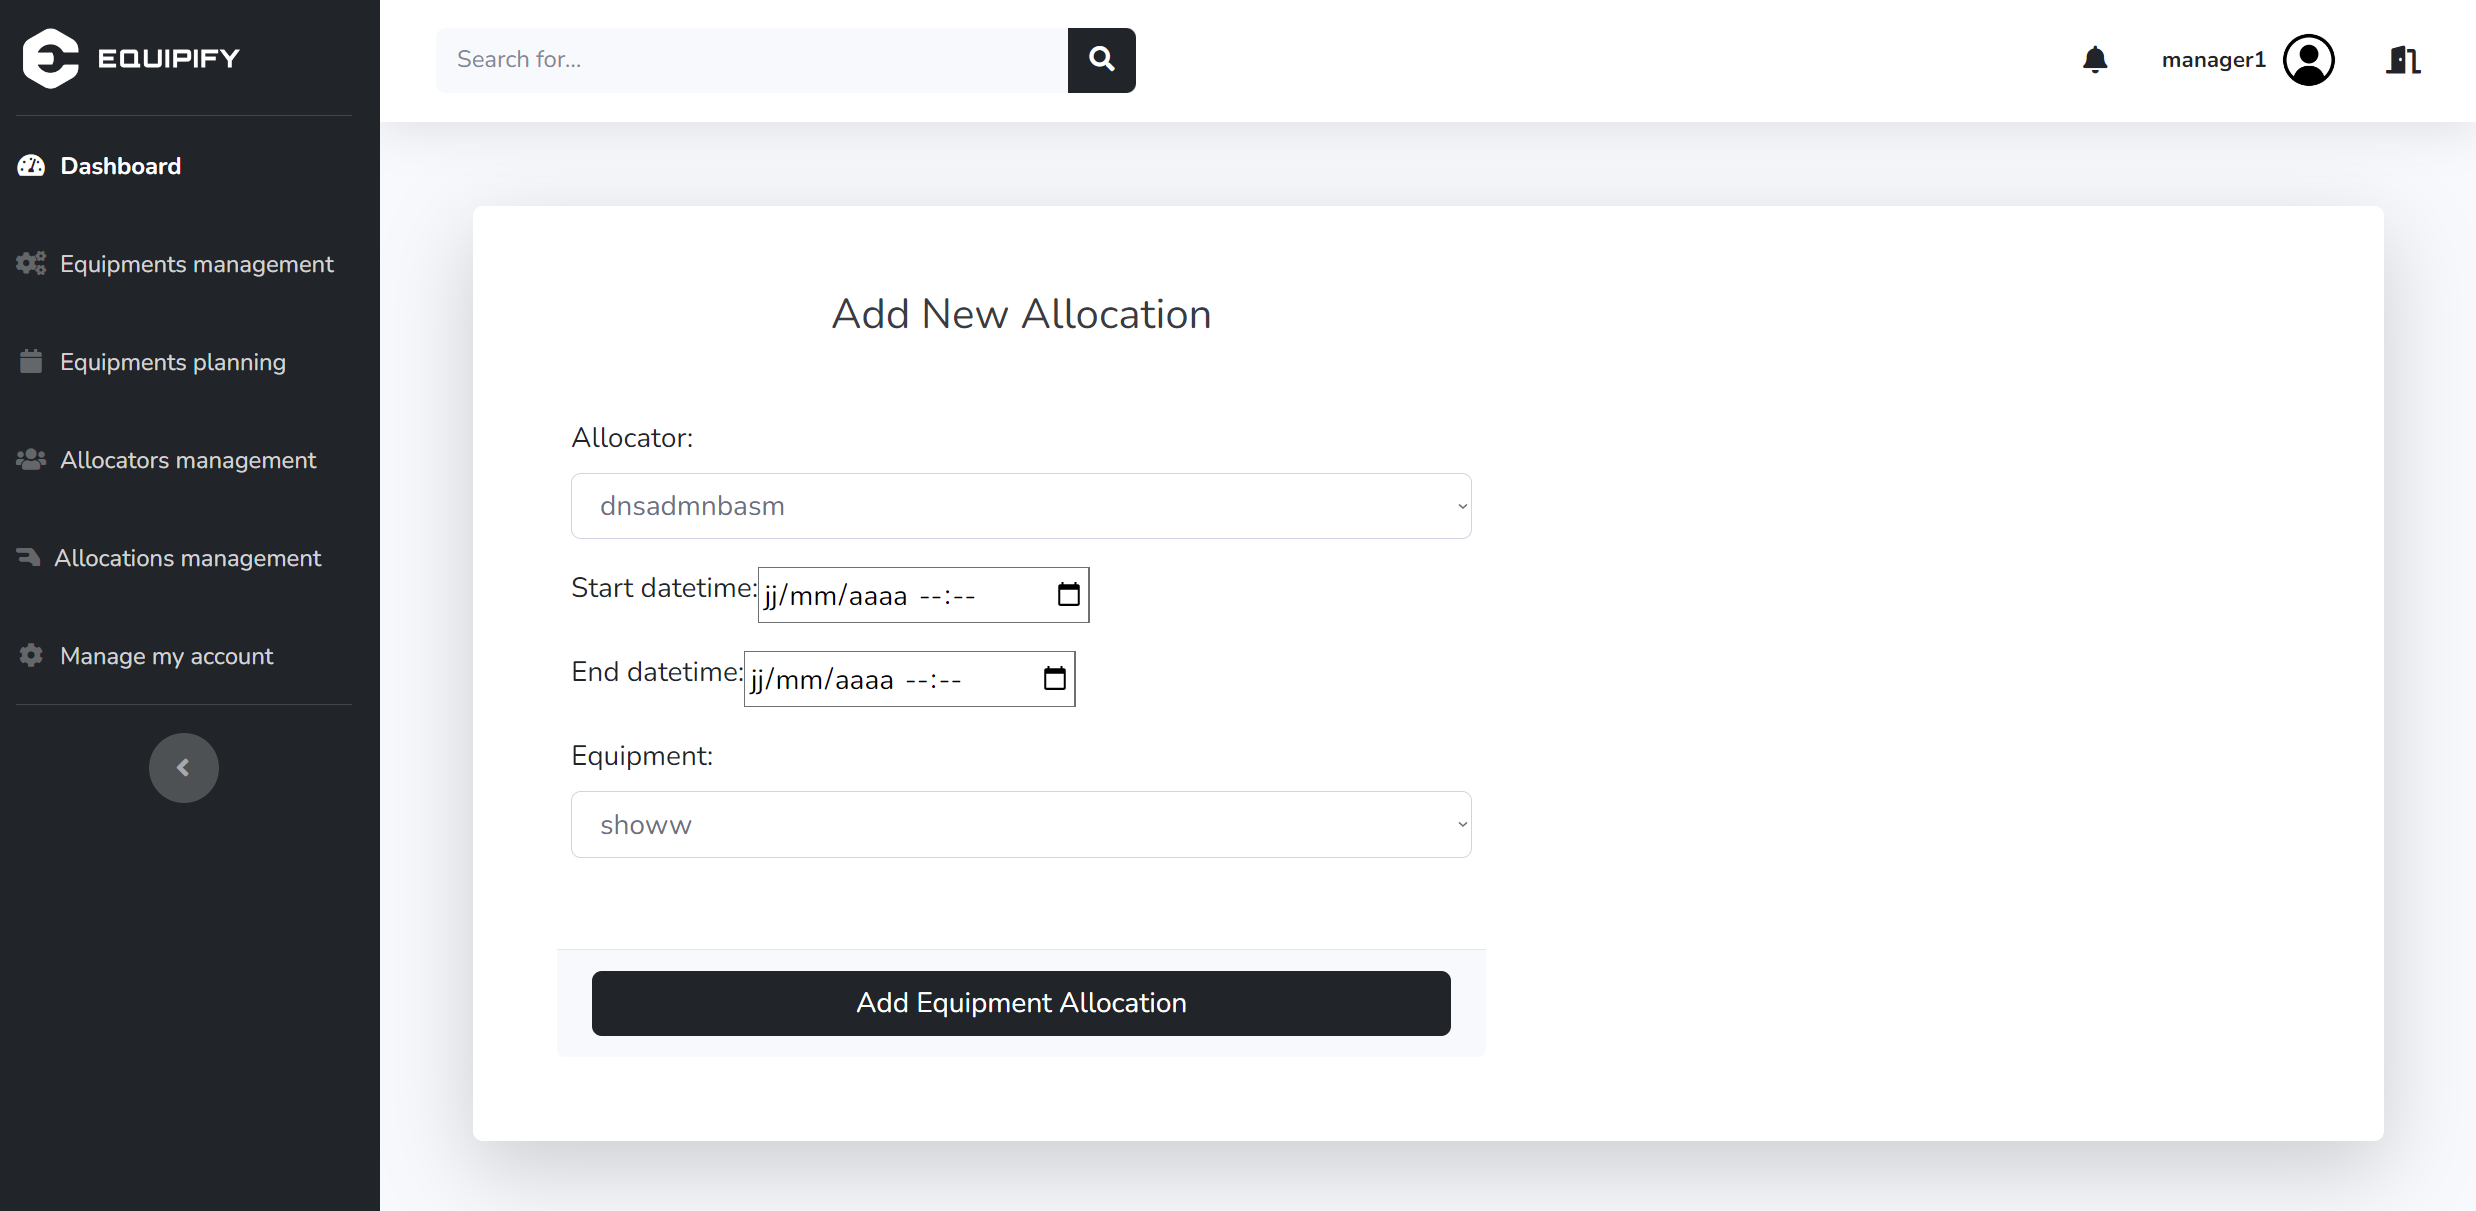 EQUIPIFY
Search for...
manager1
Dashboard
Equipments management
Equipments planning
Allocators management
Allocations management
Manage my account
Add New Allocation
Allocator:
dnsadmnbasm
Start datetime: jj/mm/aaaa --:--
End datetime: jj/mm/aaaa --:--
Equipment:
showw
Add Equipment Allocation